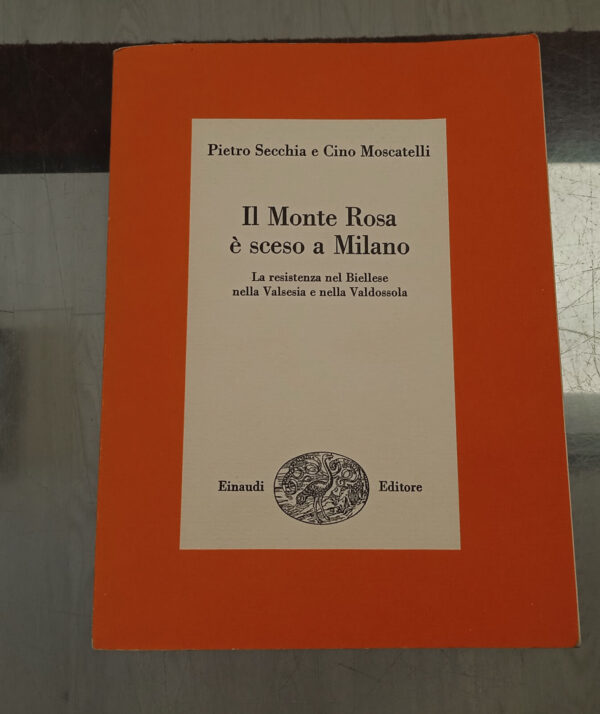 Pietro Secchia e Cino Moscatelli
Il Monte Rosa
è sceso a Milano
La resistenza nel Biellese
nella Valsesia e nella Valdossola
Einaudi Editore